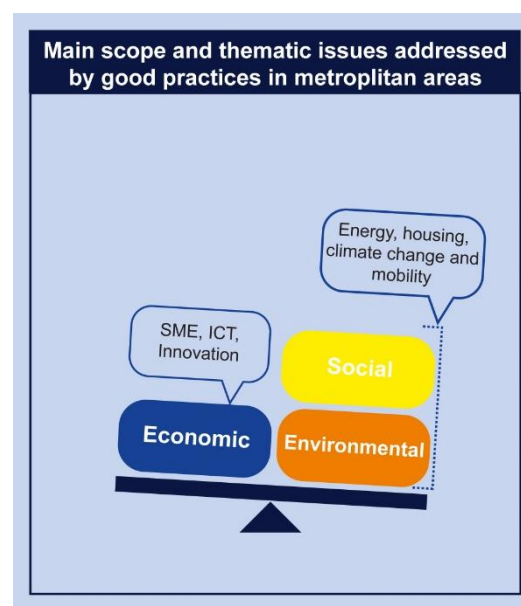 Main scope and thematic issues addressed
by good practices in metroplitan areas
Energy, housing,
climate change and
mobility
SME, ICT,
Innovation
Social
Economic
Environmental